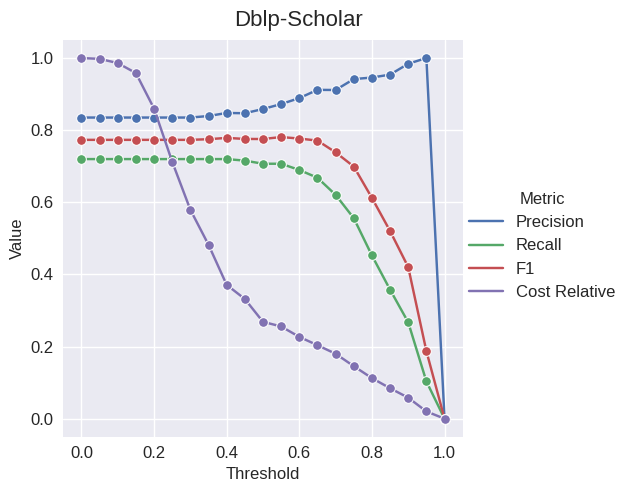 Dblp-Scholar
1.0
0.8
0.6
0.4
0.2
0.0
Value
0.0 0.2 0.4 0.6 0.8 1.0
Threshold
Metric
Precision
Recall
F1
Cost Relative